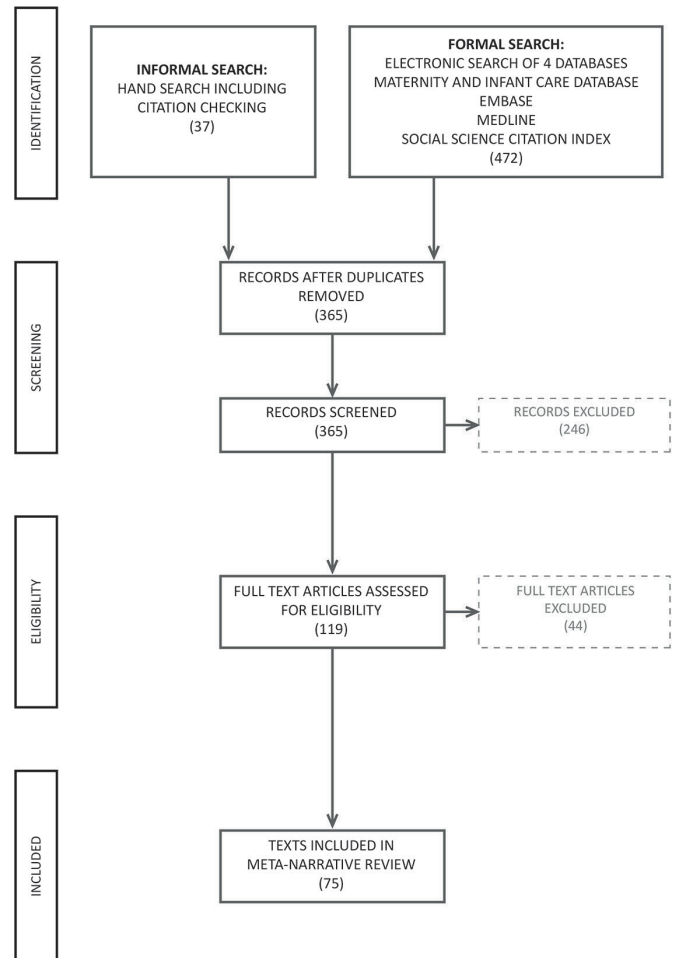 IDENTIFICATION
INFORMAL SEARCH:
HAND SEARCH INCLUDING
CITATION CHECKING
(37)
FORMAL SEARCH:
ELECTRONIC SEARCH OF 4 DATABASES
MATERNITY AND INFANT CARE DATABASE
EMBASE
MEDLINE
SOCIAL SCIENCE CITATION INDEX
(472)
SCREENING
RECORDS AFTER DUPLICATES
REMOVED
(365)
RECORDS SCREENED
(365)
RECORDS EXCLUDED
(246)
ELIGIBILITY
FULL TEXT ARTICLES ASSESSED
FOR ELIGIBILITY
(119)
FULL TEXT ARTICLES
EXCLUDED
(44)
INCLUDED
TEXTS INCLUDED IN
META-NARRATIVE REVIEW
(75)